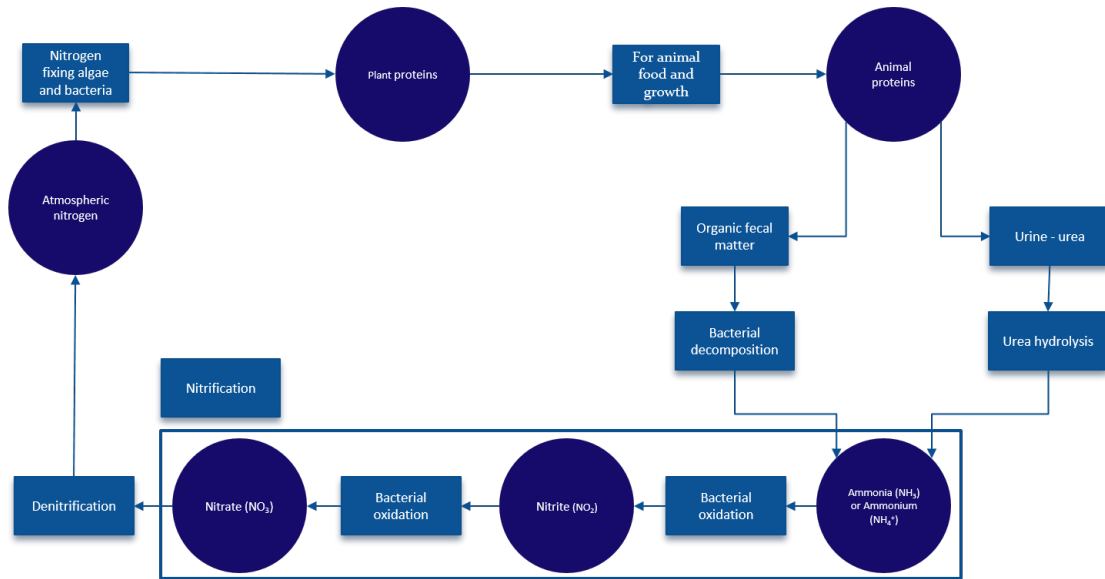 Nitrogen
fixing algae
and bacteria
Plant proteins
For animal
food and
growth
Animal
proteins
Atmospheric
nitrogen
Organic fecal
matter
Urine - urea
Bacterial
decomposition
Urea hydrolysis
Nitrification
Denitrification
Nitrate (NO₃)
Bacterial
oxidation
Nitrite (NO₂)
Bacterial
oxidation
Ammonia (NH₃)
or Ammonium
(NH₄⁺)